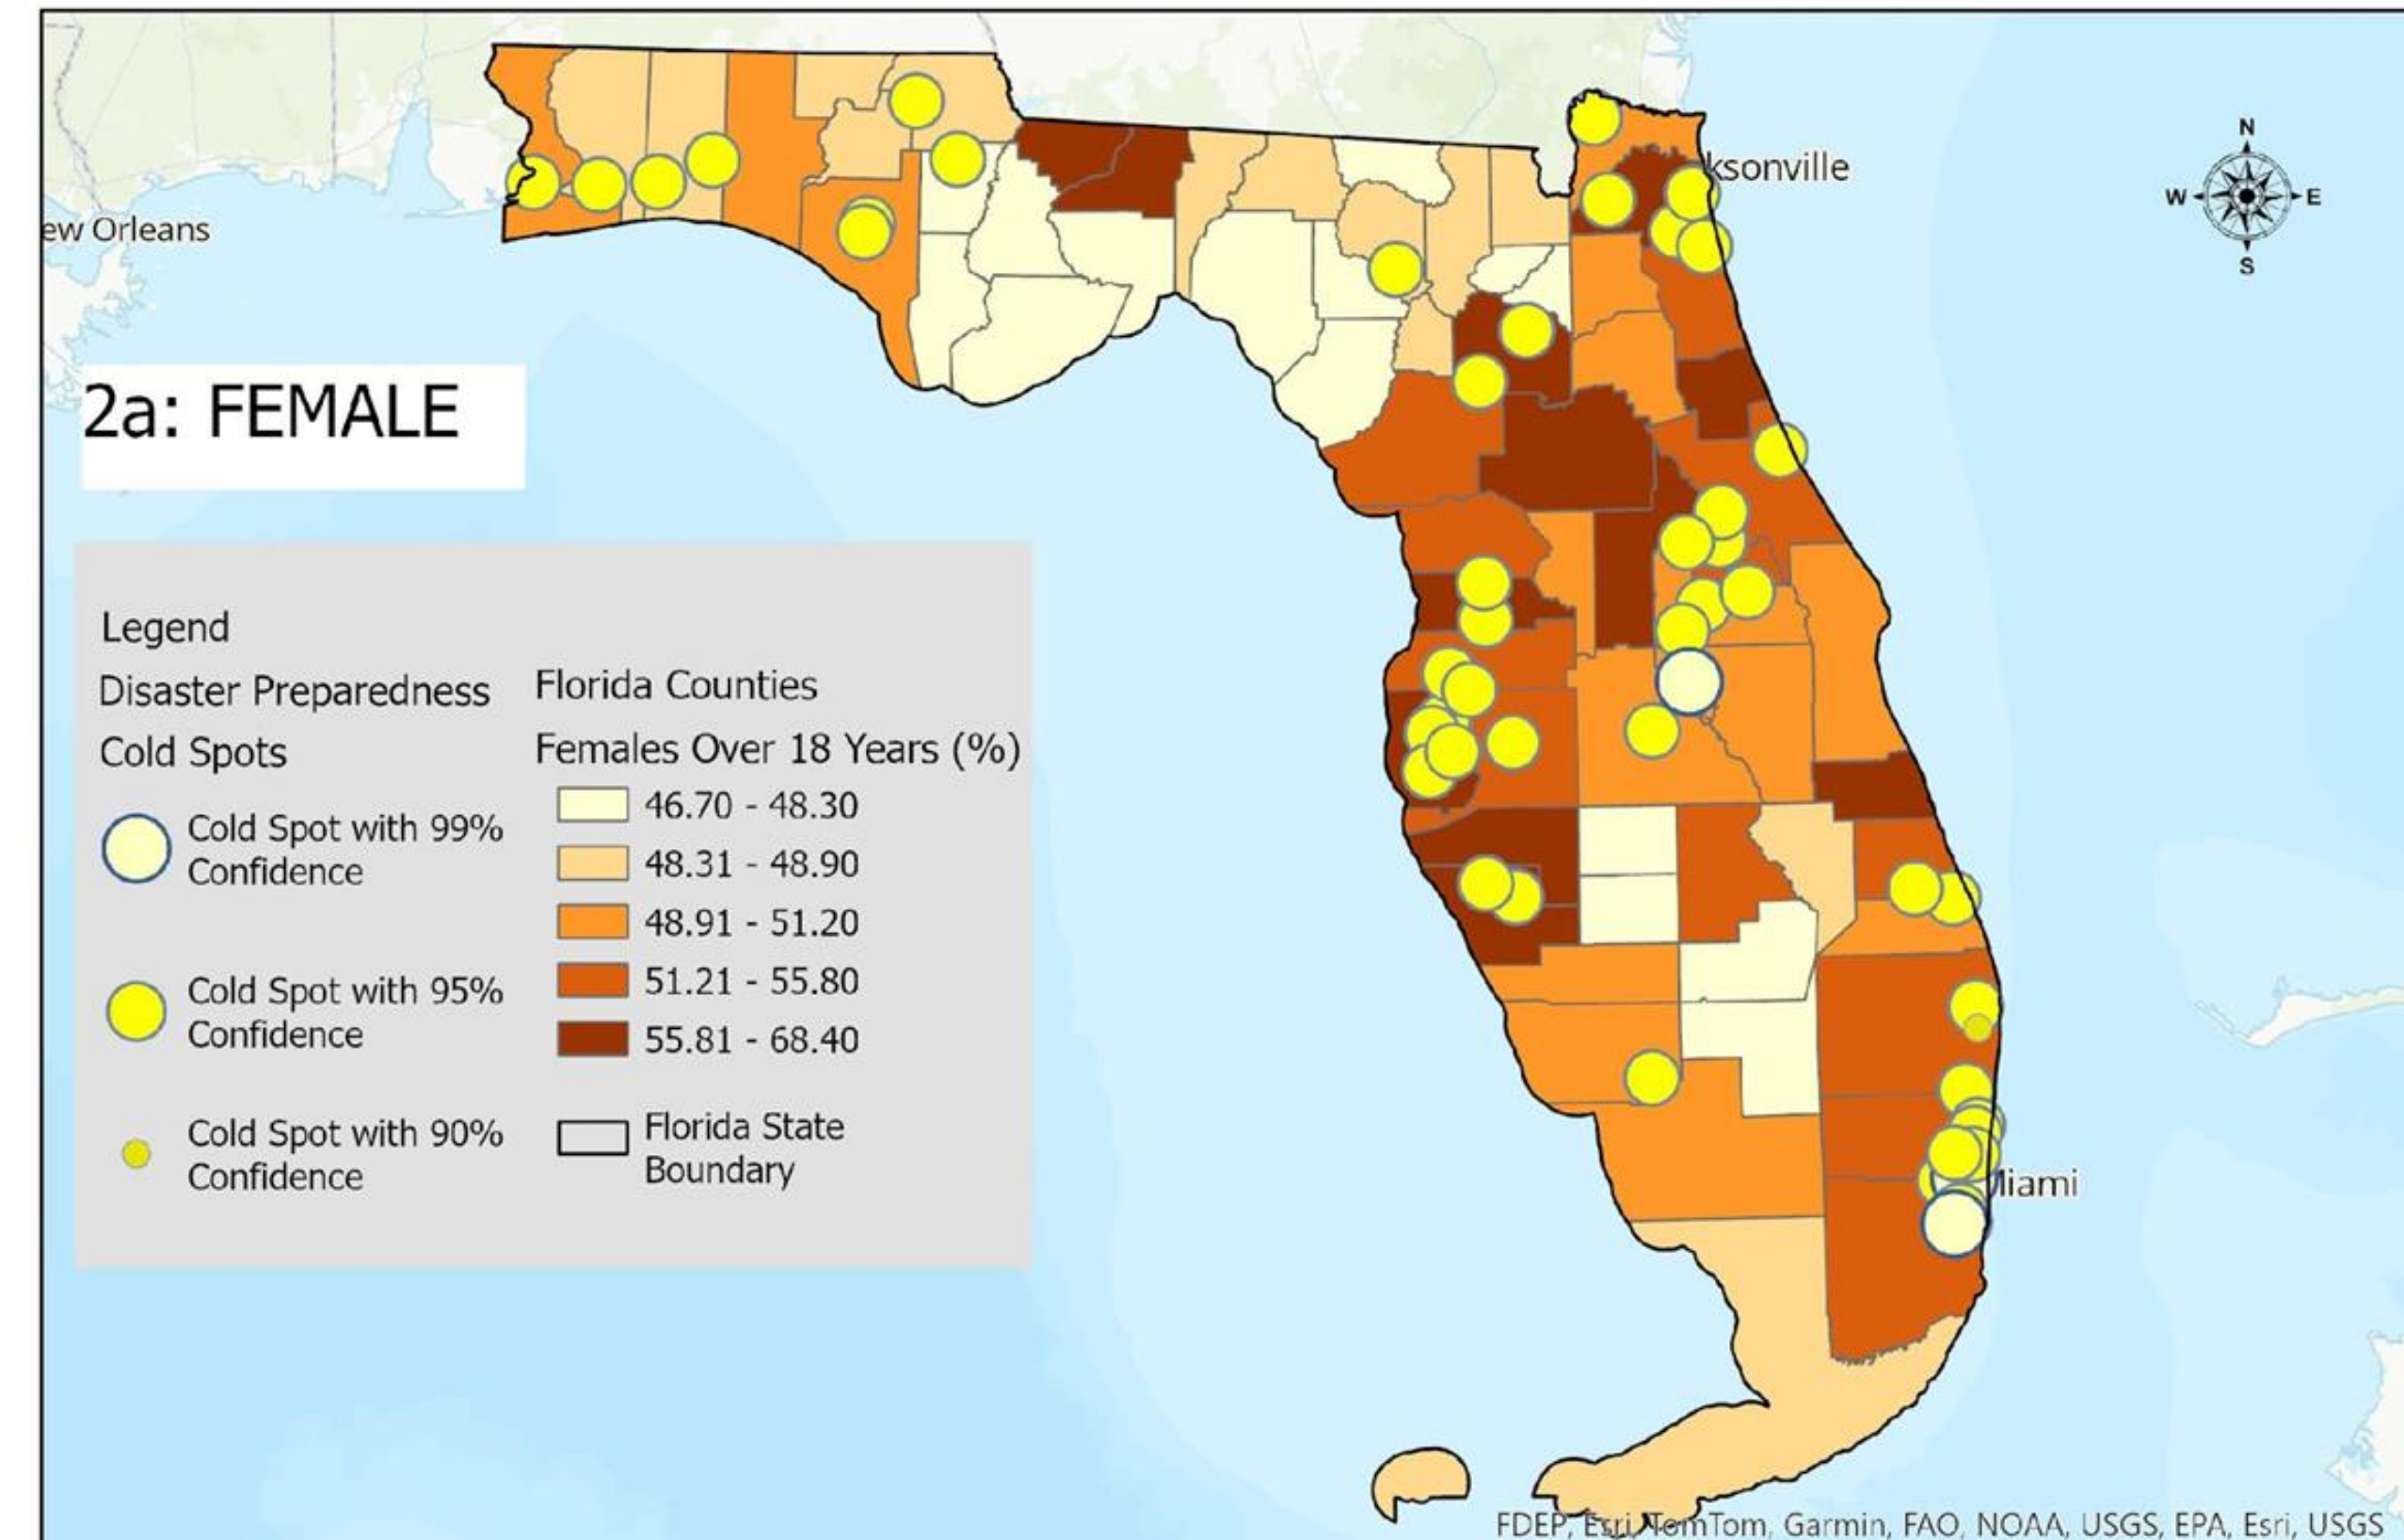 N
W E
S
ksonville
ew Orleans
2a: FEMALE
Legend
Disaster Preparedness
Cold Spots
Cold Spot with 99%
Confidence
Cold Spot with 95%
Confidence
Cold Spot with 90%
Confidence
Florida Counties
Females Over 18 Years (%)
46.70 - 48.30
48.31 - 48.90
48.91 - 51.20
51.21 - 55.80
55.81 - 68.40
Florida State
Boundary
liami
FDEP, Esri, TomTom, Garmin, FAO, NOAA, USGS, EPA, Esri, USGS